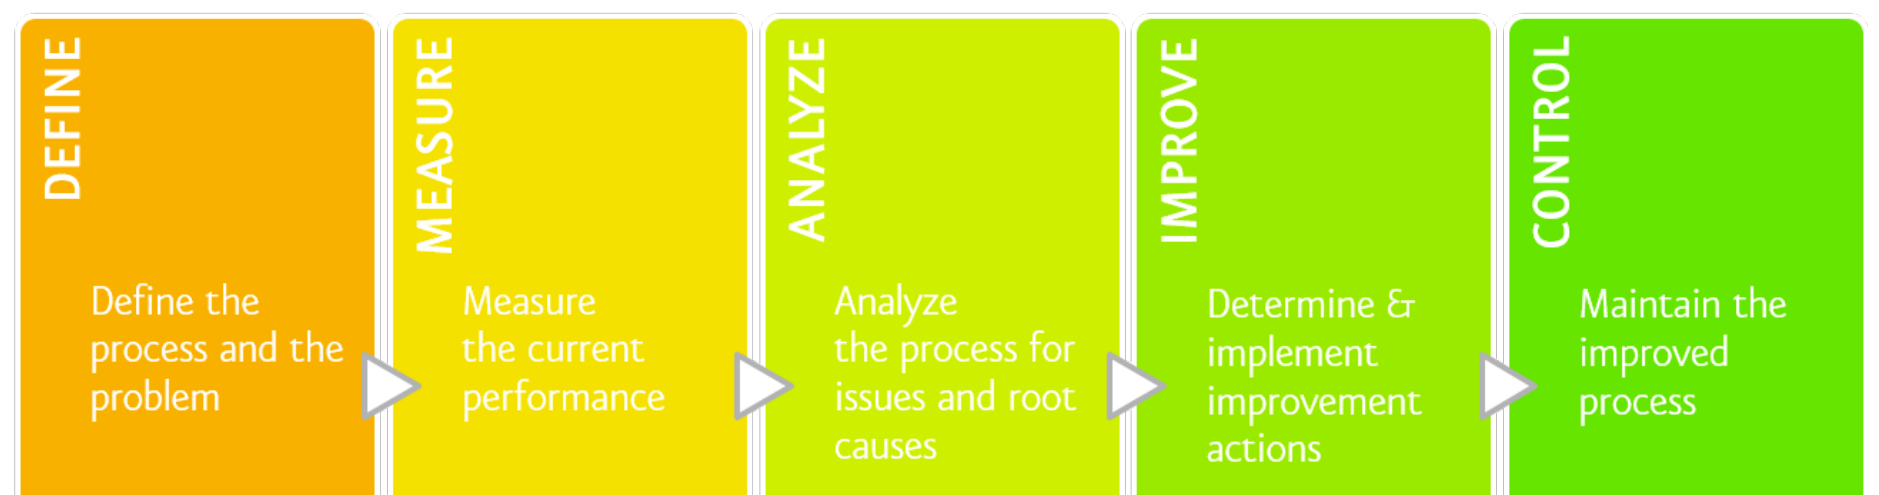 DEFINE
Define the
process and the
problem
MEASURE
Measure
the current
performance
ANALYZE
Analyze
the process for
issues and root
causes
IMPROVE
Determine &
implement
improvement
actions
CONTROL
Maintain the
improved
process